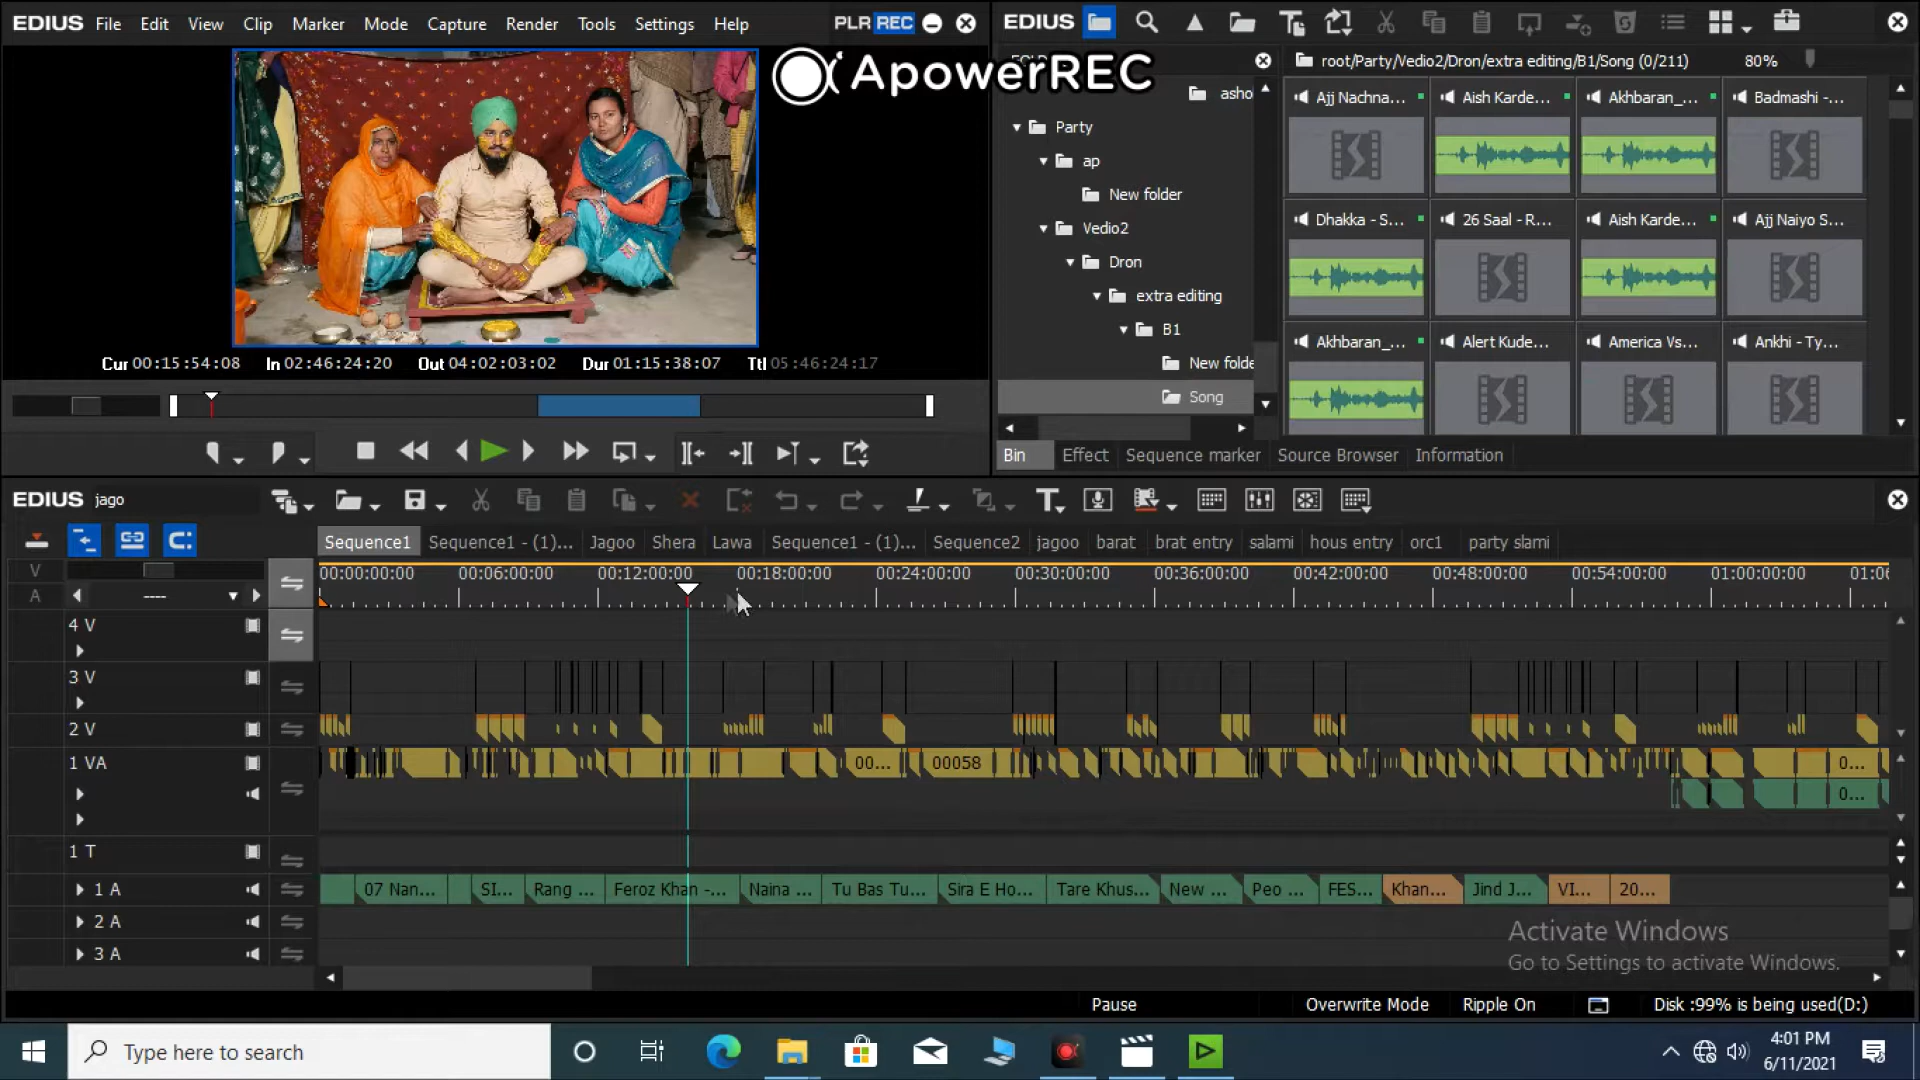 EDIUS File Edit View Clip Marker Mode Capture Render Tools Settings Help PLR REC
ApowerREC
Cur 00:15:54:08 In 02:46:24:20 Out 04:02:03:02 Dur 01:15:38:07 Ttl 05:46:24:17
EDIUS
root/Party/Vedio2/Dron/extra editing/B1/Song (0/211) 80%
asho
Party
ap
New folder
Vedio2
Dron
extra editing
B1
New folde
Song
Ajj Nachna... Aish Karde... Akhbaran_... Badmashi -...
Dhakka - S... 26 Saal - R... Aish Karde... Ajj Naiyo S...
Akhbaran_... Alert Kude... America Vs... Ankhi - Ty...
Bin Effect Sequence marker Source Browser Information
EDIUS jago
Sequence1 Sequence1 - (1)... Jagoo Shera Lawa Sequence1 - (1)... Sequence2 jagoo barat brat entry salami hous entry orc1 party slami
V
A ----
00:00:00:00 00:06:00:00 00:12:00:00 00:18:00:00 00:24:00:00 00:30:00:00 00:36:00:00 00:42:00:00 00:48:00:00 00:54:00:00 01:00:00:00 01:06
4 V
3 V
2 V
1 VA 00... 00058 0...
0...
1 T
1 A 07 Nan... SI... Rang ... Feroz Khan -... Naina ... Tu Bas Tu... Sira E Ho... Tare Khus... New ... Peo ... FES... Khan... Jind J... VI... 20...
2 A
3 A
Activate Windows
Go to Settings to activate Windows.
Pause Overwrite Mode Ripple On Disk :99% is being used(D:)
Type here to search
4:01 PM
6/11/2021